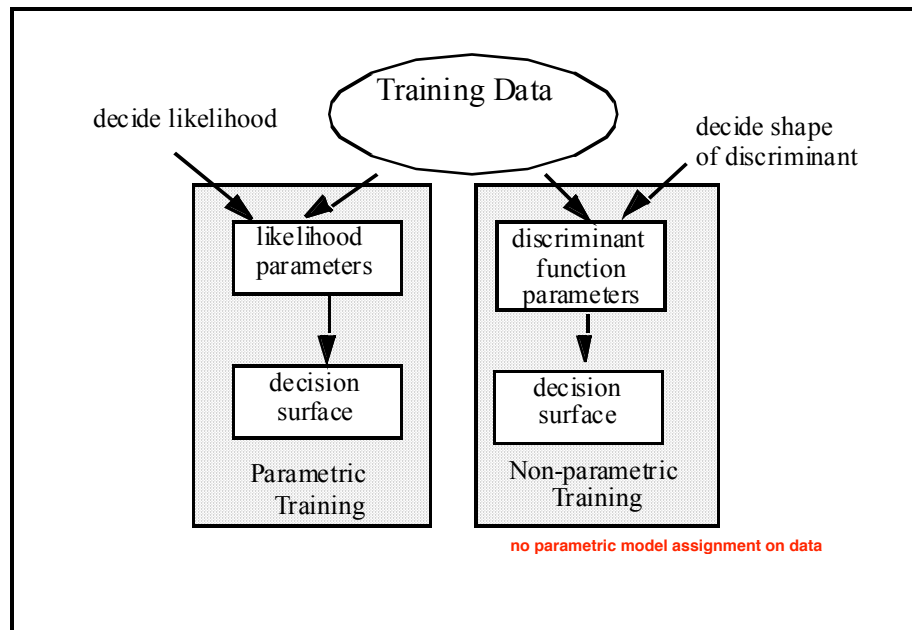 Training Data
decide likelihood
decide shape
of discriminant
likelihood
parameters
decision
surface
Parametric
Training
discriminant
function
parameters
decision
surface
Non-parametric
Training
no parametric model assignment on data